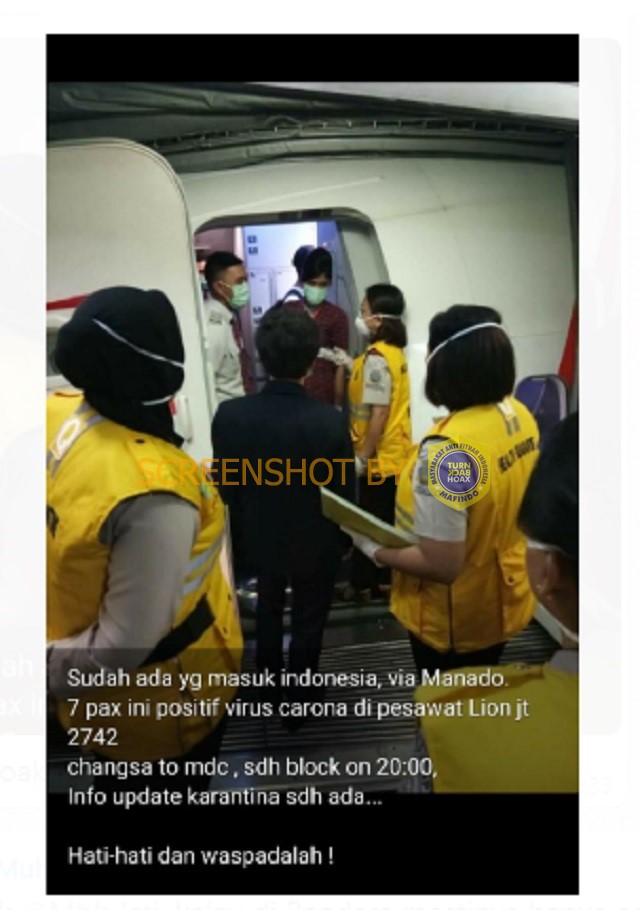 SCREENSHOT BY
MASYARAKAT ANTI FITNAH INDONESIA
TURN
BACK
HOAX
MAFINDO
Sudah ada yg masuk indonesia, via Manado.
7 pax ini positif virus carona di pesawat Lion jt
2742
changsa to mdc , sdh block on 20:00,
Info update karantina sdh ada...
Hati-hati dan waspadalah !